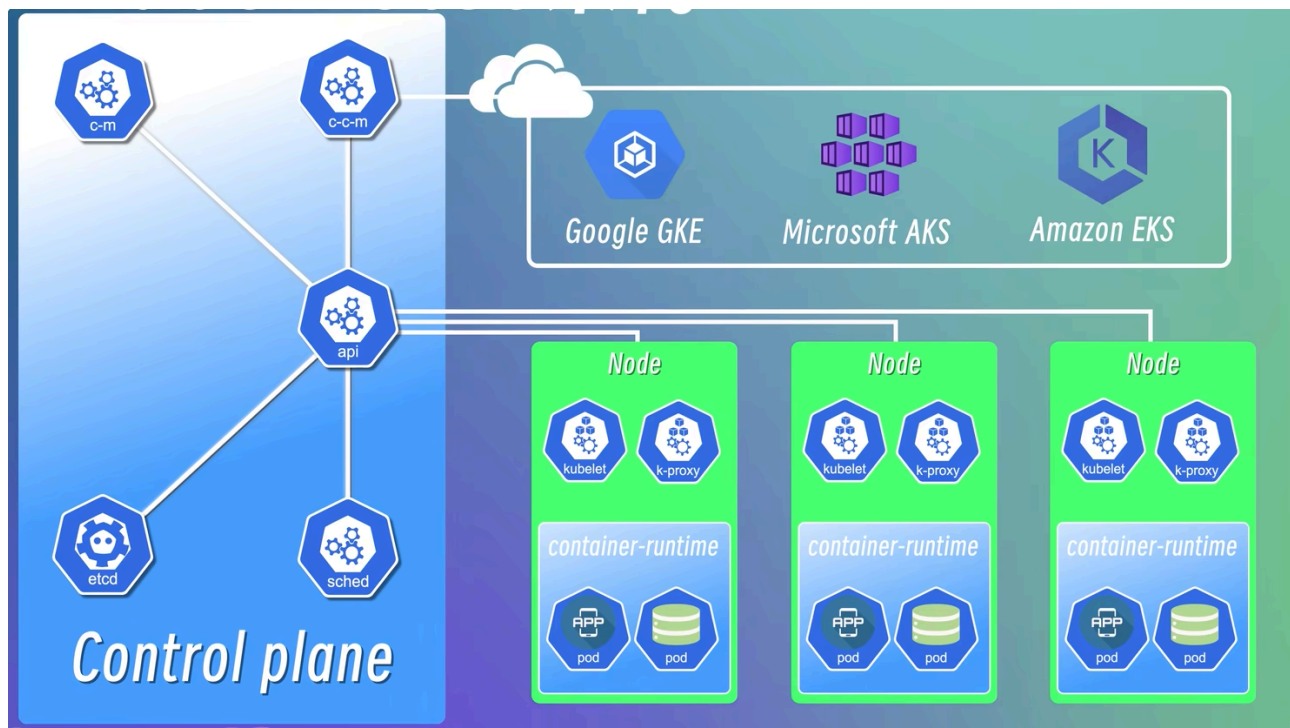 c-m
c-c-m
K
Google GKE
Microsoft AKS
Amazon EKS
api
Node
Node
Node
kubelet
k-proxy
kubelet
k-proxy
kubelet
k-proxy
etcd
sched
container-runtime
container-runtime
container-runtime
APP
APP
APP
pod
pod
pod
pod
pod
pod
Control plane